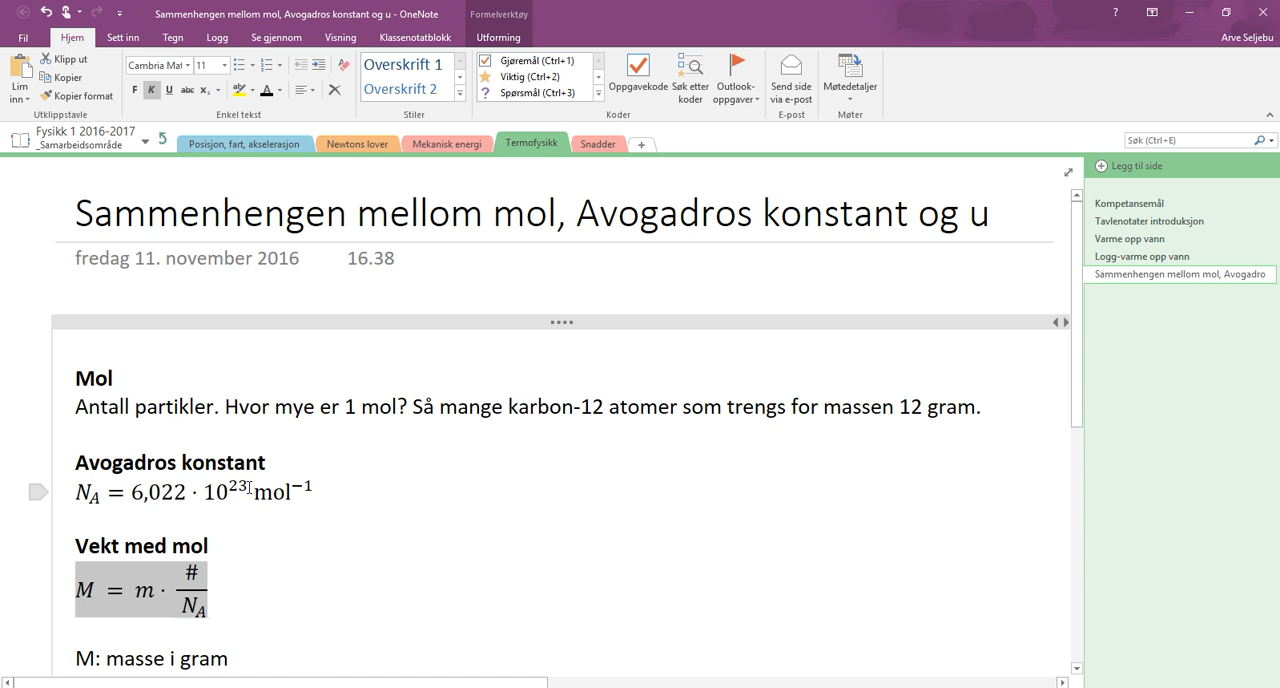 Sammenhengen mellom mol, Avogadros konstant og u - OneNote
Formelverktøy
?
Fil
Hjem
Sett inn
Tegn
Logg
Se gjennom
Visning
Klassenotatblokk
Utforming
Arve Seljebu
Lim inn
Klipp ut
Kopier
Kopier format
Utklippstavle
Cambria Mat
11
F K U abc x₂
A
Enkel tekst
Overskrift 1
Overskrift 2
Stiler
Gjøremål (Ctrl+1)
Viktig (Ctrl+2)
? Spørsmål (Ctrl+3)
Oppgavekode
Søk etter koder
Outlook-oppgaver
Koder
Send side via e-post
E-post
Møtedetaljer
Møter
Fysikk 1 2016-2017
_Samarbeidsområde
Posisjon, fart, akselerasjon
Newtons lover
Mekanisk energi
Termofysikk
Snadder
+
Søk (Ctrl+E)
Legg til side
Kompetansemål
Tavlenotater introduksjon
Varme opp vann
Logg-varme opp vann
Sammenhengen mellom mol, Avogadro
Sammenhengen mellom mol, Avogadros konstant og u
fredag 11. november 2016 16.38
Mol
Antall partikler. Hvor mye er 1 mol? Så mange karbon-12 atomer som trengs for massen 12 gram.
Avogadros konstant
N_A = 6,022 · 10²³ mol⁻¹
Vekt med mol
M = m · #/N_A
M: masse i gram